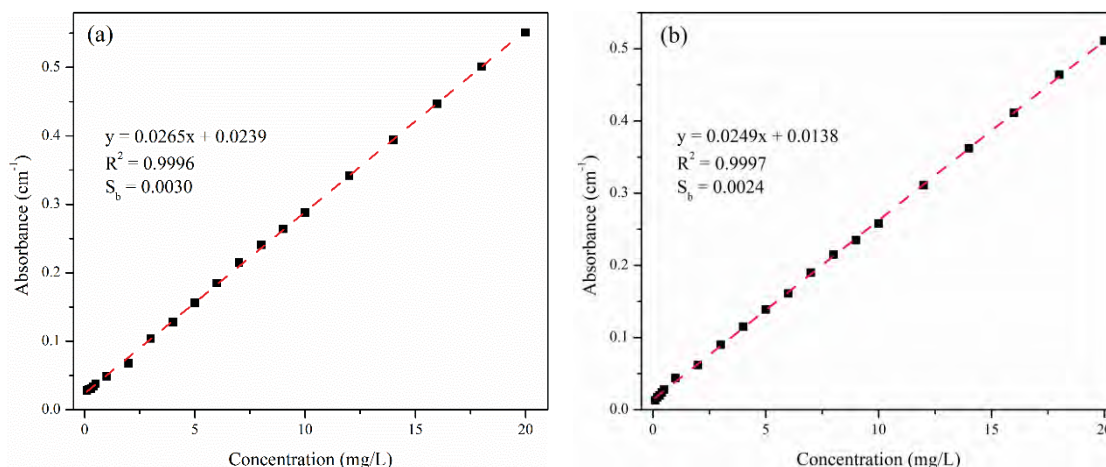 (a)
y = 0.0265x + 0.0239
R² = 0.9996
S_b = 0.0030
Absorbance (cm⁻¹)
0.5
0.4
0.3
0.2
0.1
0.0
0
5
10
15
20
Concentration (mg/L)
(b)
y = 0.0249x + 0.0138
R² = 0.9997
S_b = 0.0024
Absorbance (cm⁻¹)
0.5
0.4
0.3
0.2
0.1
0.0
0
5
10
15
20
Concentration (mg/L)